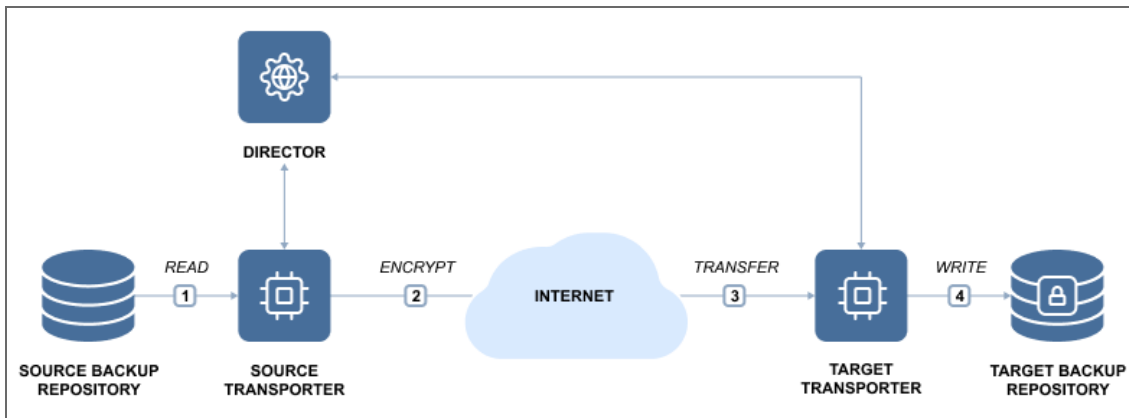 DIRECTOR
READ
1
ENCRYPT
2
INTERNET
TRANSFER
3
WRITE
4
SOURCE BACKUP
REPOSITORY
SOURCE
TRANSPORTER
TARGET
TRANSPORTER
TARGET BACKUP
REPOSITORY